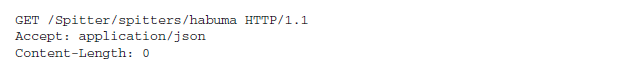 GET /Spitter/spitters/habuma HTTP/1.1
Accept: application/json
Content-Length: 0